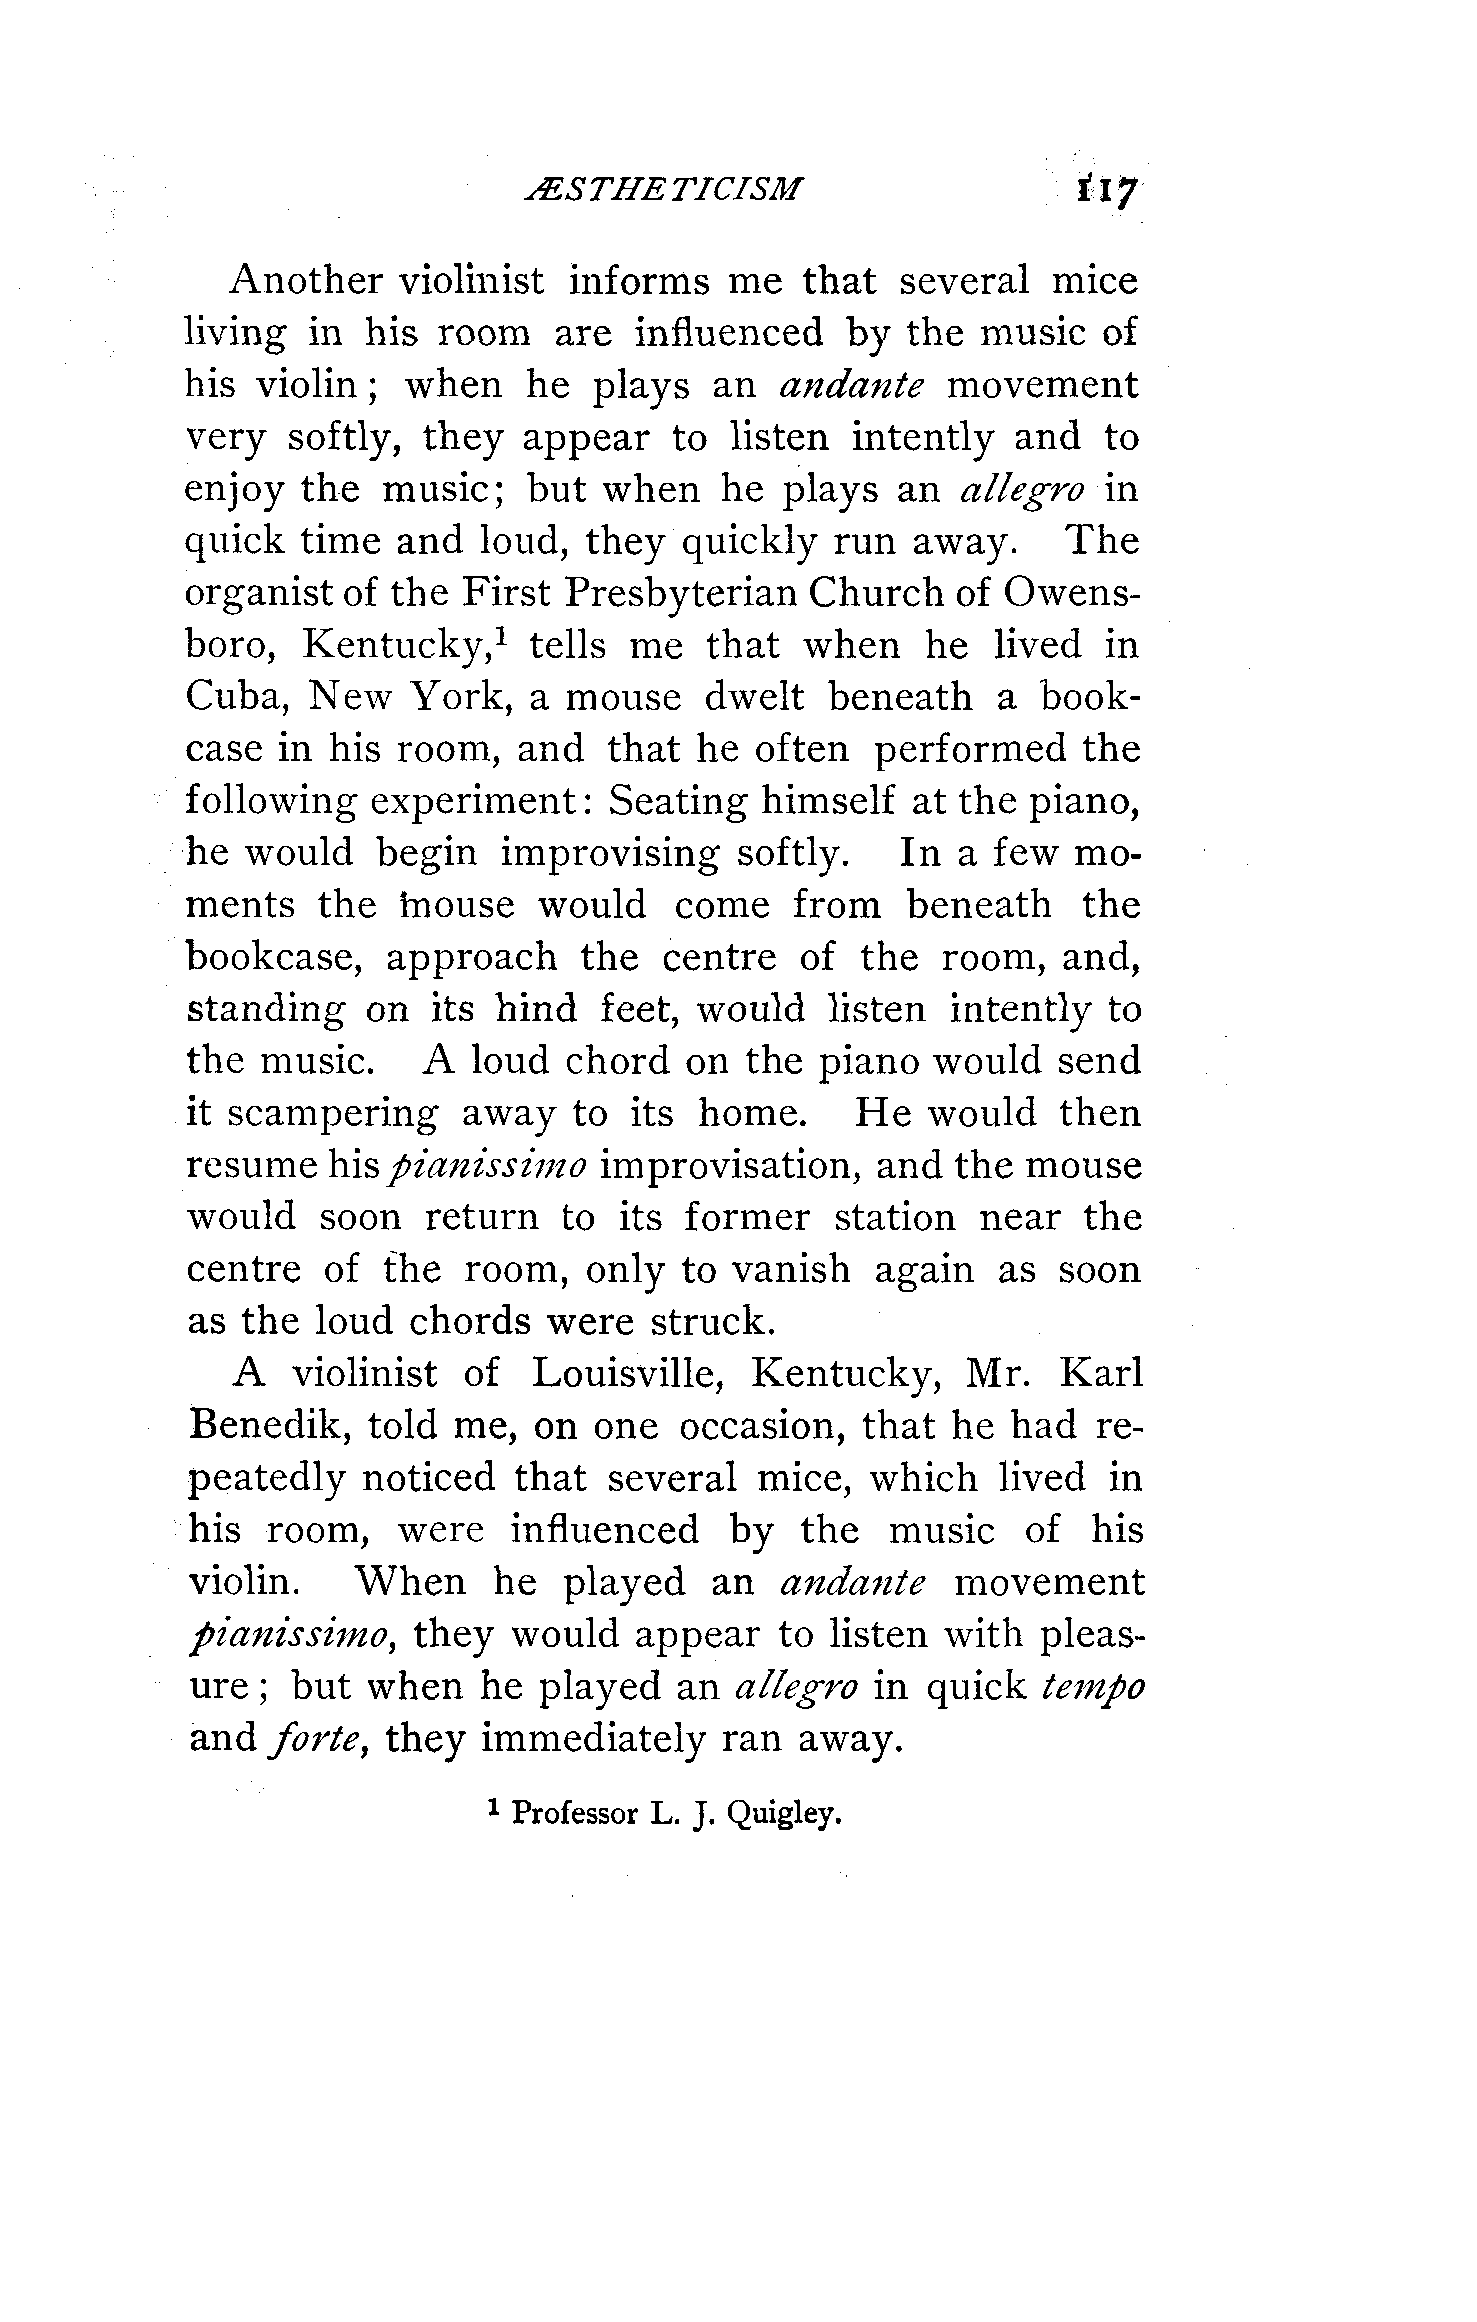 ÆSTHETICISM 117
Another violinist informs me that several mice
living in his room are influenced by the music of
his violin; when he plays an andante movement
very softly, they appear to listen intently and to
enjoy the music; but when he plays an allegro in
quick time and loud, they quickly run away. The
organist of the First Presbyterian Church of Owens-
boro, Kentucky,¹ tells me that when he lived in
Cuba, New York, a mouse dwelt beneath a book-
case in his room, and that he often performed the
following experiment: Seating himself at the piano,
he would begin improvising softly. In a few mo-
ments the mouse would come from beneath the
bookcase, approach the centre of the room, and,
standing on its hind feet, would listen intently to
the music. A loud chord on the piano would send
it scampering away to its home. He would then
resume his pianissimo improvisation, and the mouse
would soon return to its former station near the
centre of the room, only to vanish again as soon
as the loud chords were struck.
A violinist of Louisville, Kentucky, Mr. Karl
Benedik, told me, on one occasion, that he had re-
peatedly noticed that several mice, which lived in
his room, were influenced by the music of his
violin. When he played an andante movement
pianissimo, they would appear to listen with pleas-
ure; but when he played an allegro in quick tempo
and forte, they immediately ran away.
¹ Professor L. J. Quigley.